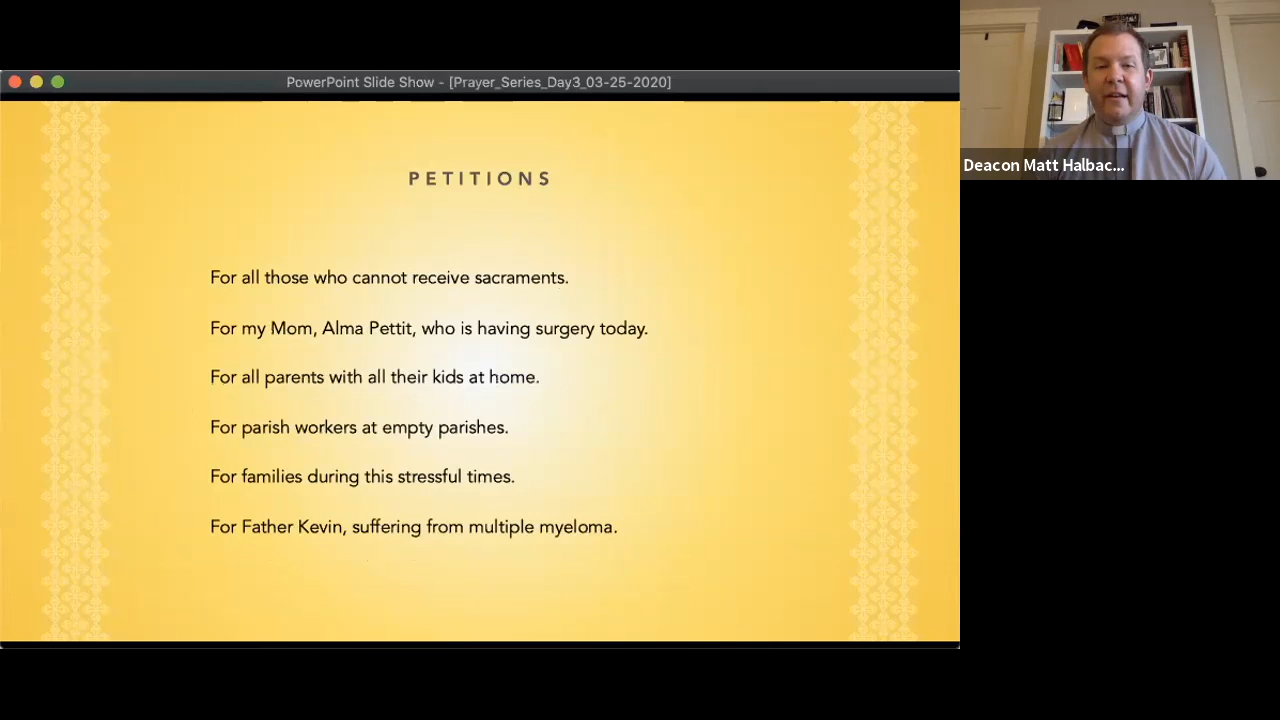 PowerPoint Slide Show - [Prayer_Series_Day3_03-25-2020]
PETITIONS
For all those who cannot receive sacraments.
For my Mom, Alma Pettit, who is having surgery today.
For all parents with all their kids at home.
For parish workers at empty parishes.
For families during this stressful times.
For Father Kevin, suffering from multiple myeloma.
Deacon Matt Halbac...